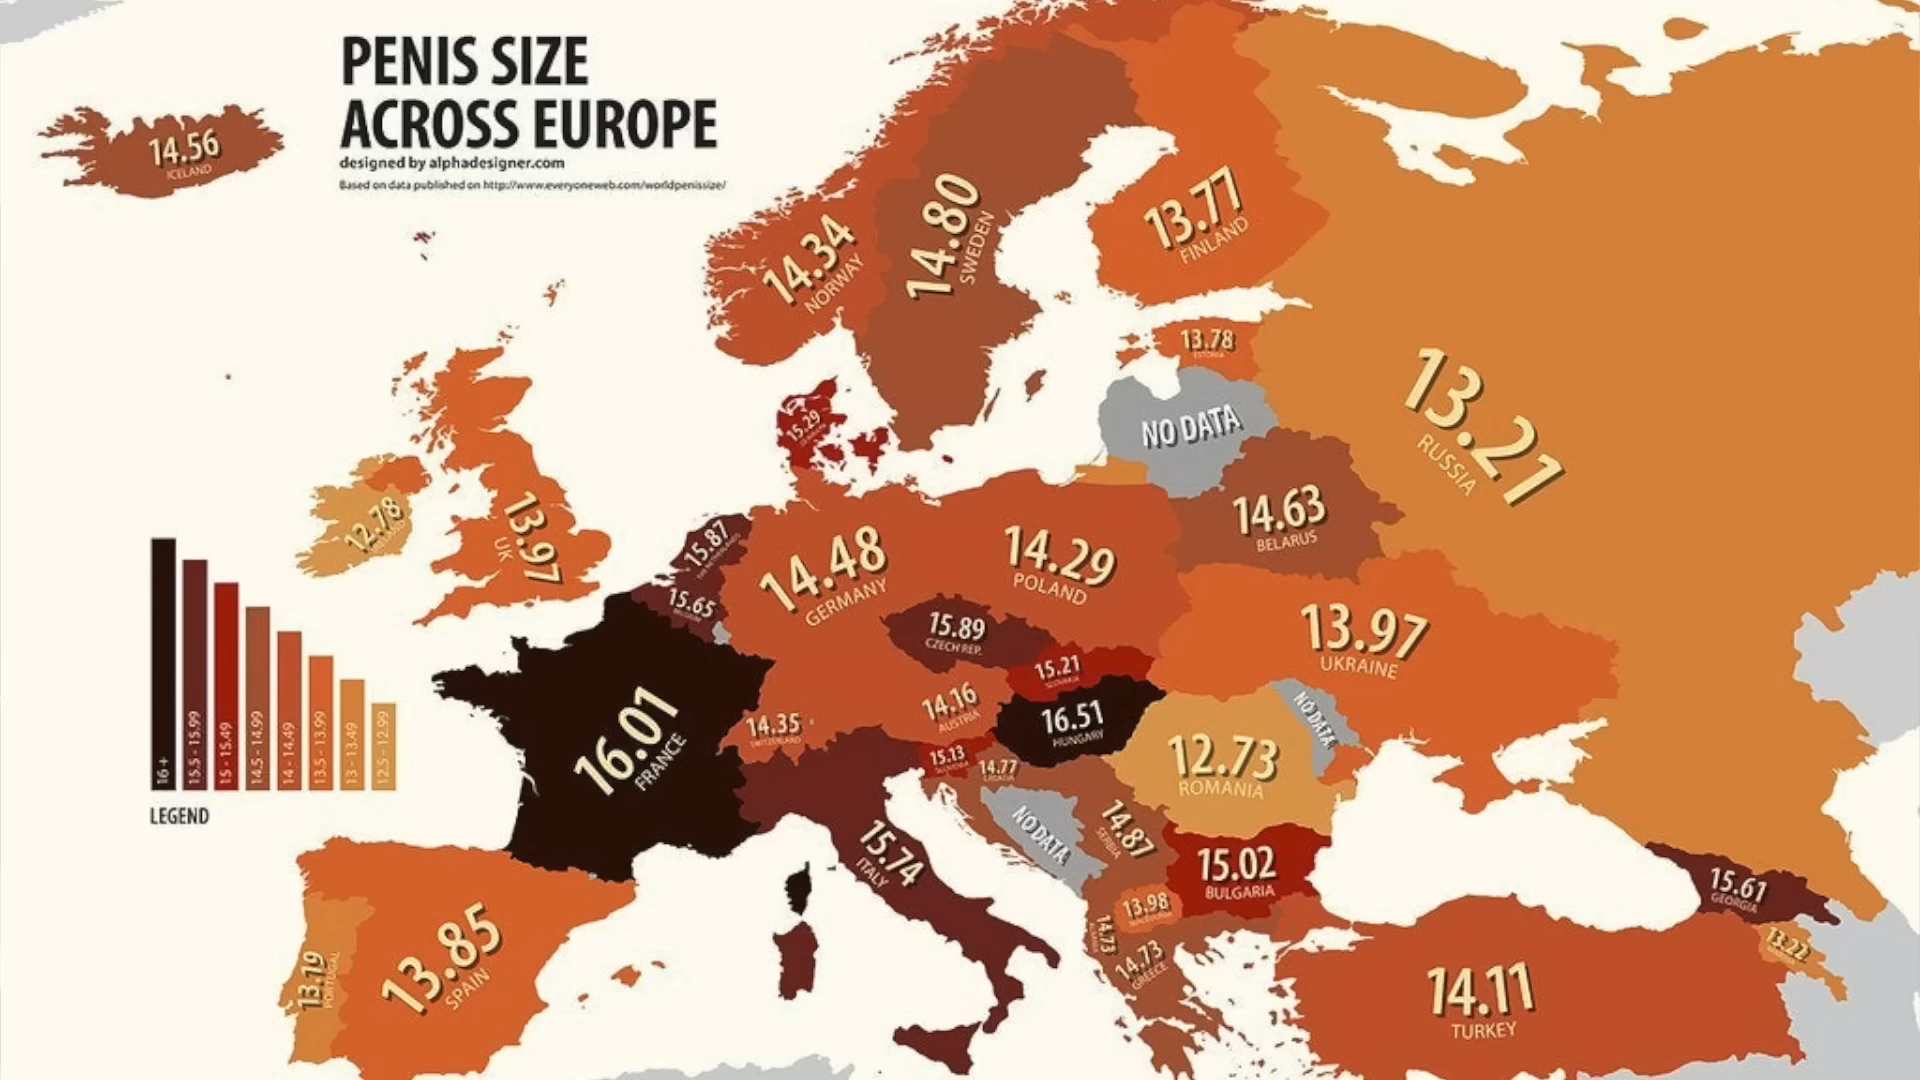 PENIS SIZE
ACROSS EUROPE
designed by alphadesigner.com
Based on data published on http://www.everyoneweb.com/worldpenissize/
14.56
ICELAND
14.34
NORWAY
14.80
SWEDEN
13.77
FINLAND
13.78
ESTONIA
NO DATA
13.21
RUSSIA
15.29
12.78
IRELAND
13.97
UK
15.87
15.65
BELGIUM
14.48
GERMANY
14.29
POLAND
14.63
BELARUS
13.97
UKRAINE
15.89
CZECH REP.
15.21
SLOVAKIA
14.16
AUSTRIA
14.35
SWITZERLAND
16.51
HUNGARY
NO DATA
16.01
FRANCE
12.73
ROMANIA
15.13
SLOVENIA
14.77
CROATIA
NO DATA
14.87
SERBIA
15.74
ITALY
15.02
BULGARIA
13.98
14.73
ALBANIA
14.73
GREECE
15.61
GEORGIA
13.22
14.11
TURKEY
13.19
PORTUGAL
13.85
SPAIN
16 +
15.5 - 15.99
15 - 15.49
14.5 - 14.99
14 - 14.49
13.5 - 13.99
13 - 13.49
12.5 - 12.99
LEGEND